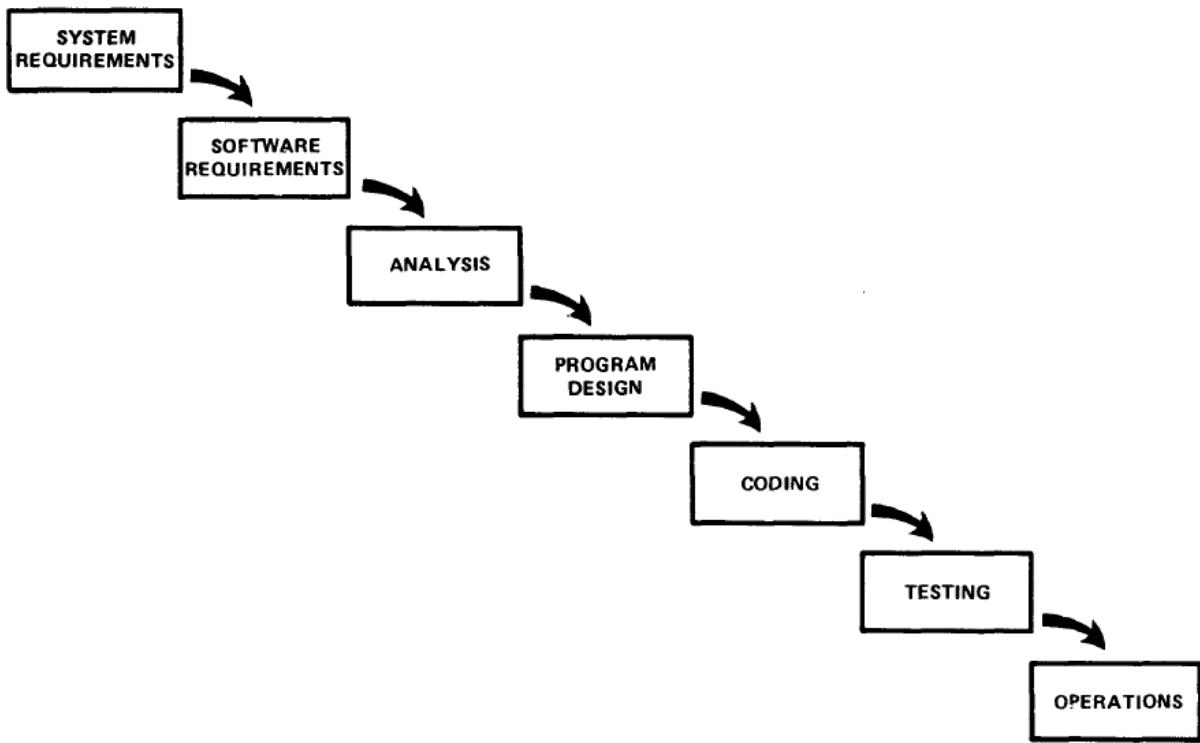 SYSTEM
REQUIREMENTS
SOFTWARE
REQUIREMENTS
ANALYSIS
PROGRAM
DESIGN
CODING
TESTING
OPERATIONS